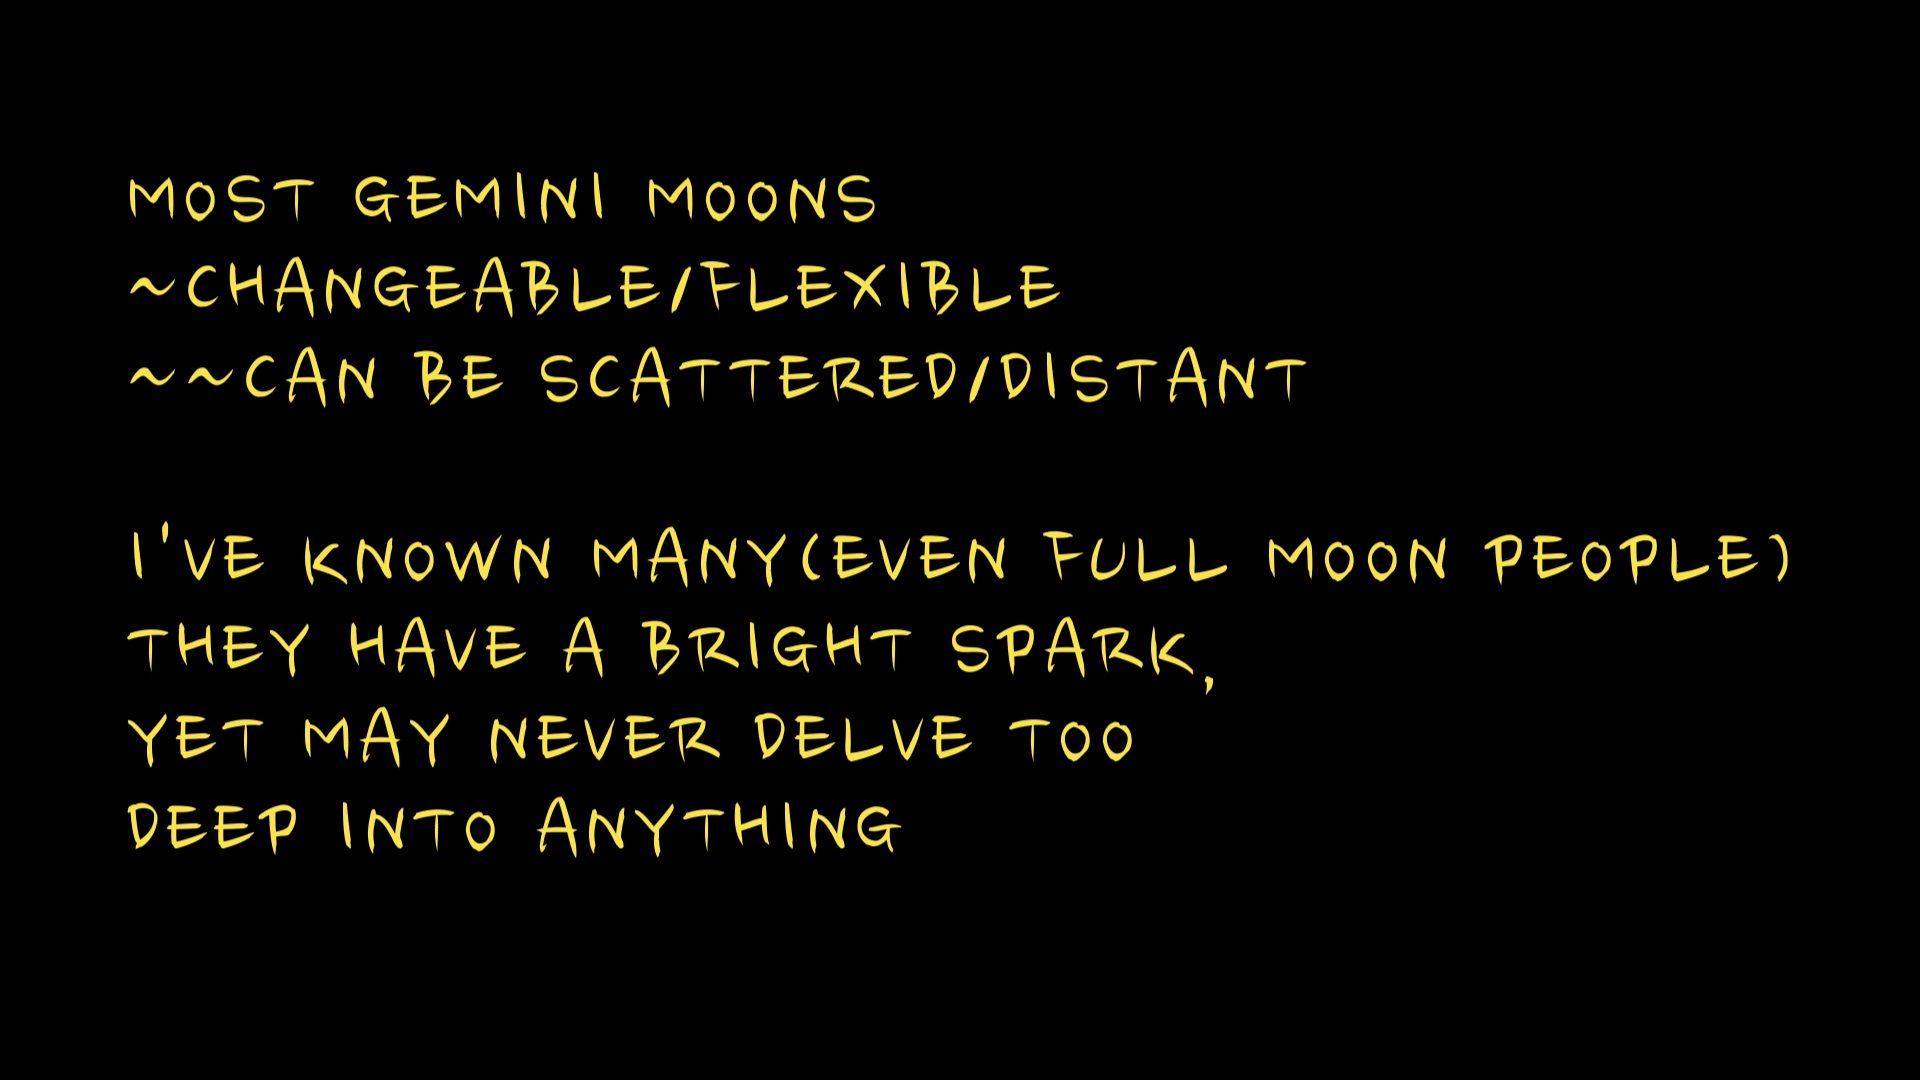 MOST GEMINI MOONS
~CHANGEABLE/FLEXIBLE
~~CAN BE SCATTERED/DISTANT
I'VE KNOWN MANY(EVEN FULL MOON PEOPLE)
THEY HAVE A BRIGHT SPARK,
YET MAY NEVER DELVE TOO
DEEP INTO ANYTHING